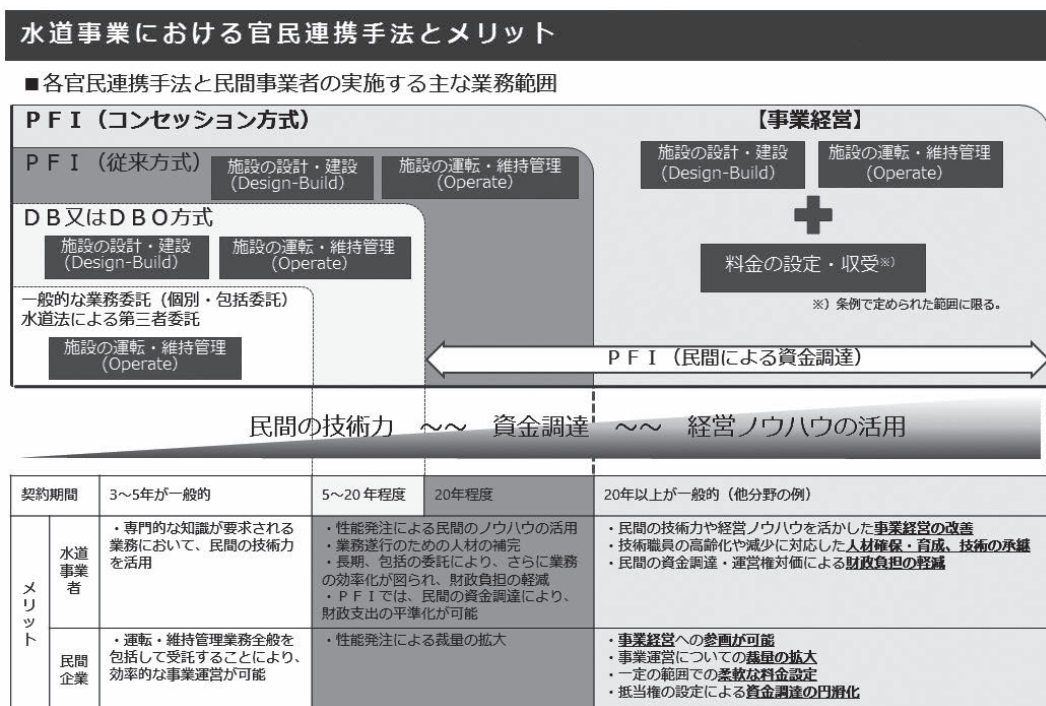 水道事業における官民連携手法とメリット
■各官民連携手法と民間事業者の実施する主な業務範囲
ＰＦＩ（コンセッション方式）
【事業経営】
ＰＦＩ（従来方式）
施設の設計・建設
(Design-Build)
施設の運転・維持管理
(Operate)
施設の設計・建設
(Design-Build)
施設の運転・維持管理
(Operate)
ＤＢ又はＤＢＯ方式
施設の設計・建設
(Design-Build)
施設の運転・維持管理
(Operate)
料金の設定・収受※）
※）条例で定められた範囲に限る。
一般的な業務委託（個別・包括委託）
水道法による第三者委託
施設の運転・維持管理
(Operate)
ＰＦＩ（民間による資金調達）
民間の技術力 ～～ 資金調達 ～～ 経営ノウハウの活用
契約期間
3～5年が一般的
5～20年程度
20年程度
20年以上が一般的（他分野の例）
メリット
水道
事業
者
・専門的な知識が要求される
業務において、民間の技術力
を活用
・性能発注による民間のノウハウの活用
・業務遂行のための人材の補完
・長期、包括の委託により、さらに業務
の効率化が図られ、財政負担の軽減
・ＰＦＩでは、民間の資金調達により、
財政支出の平準化が可能
・民間の技術力や経営ノウハウを活かした事業経営の改善
・技術職員の高齢化や減少に対応した人材確保・育成、技術の承継
・民間の資金調達・運営権対価による財政負担の軽減
民間
企業
・運転・維持管理業務全般を
包括して受託することにより、
効率的な事業運営が可能
・性能発注による裁量の拡大
・事業経営への参画が可能
・事業運営についての裁量の拡大
・一定の範囲での柔軟な料金設定
・抵当権の設定による資金調達の円滑化